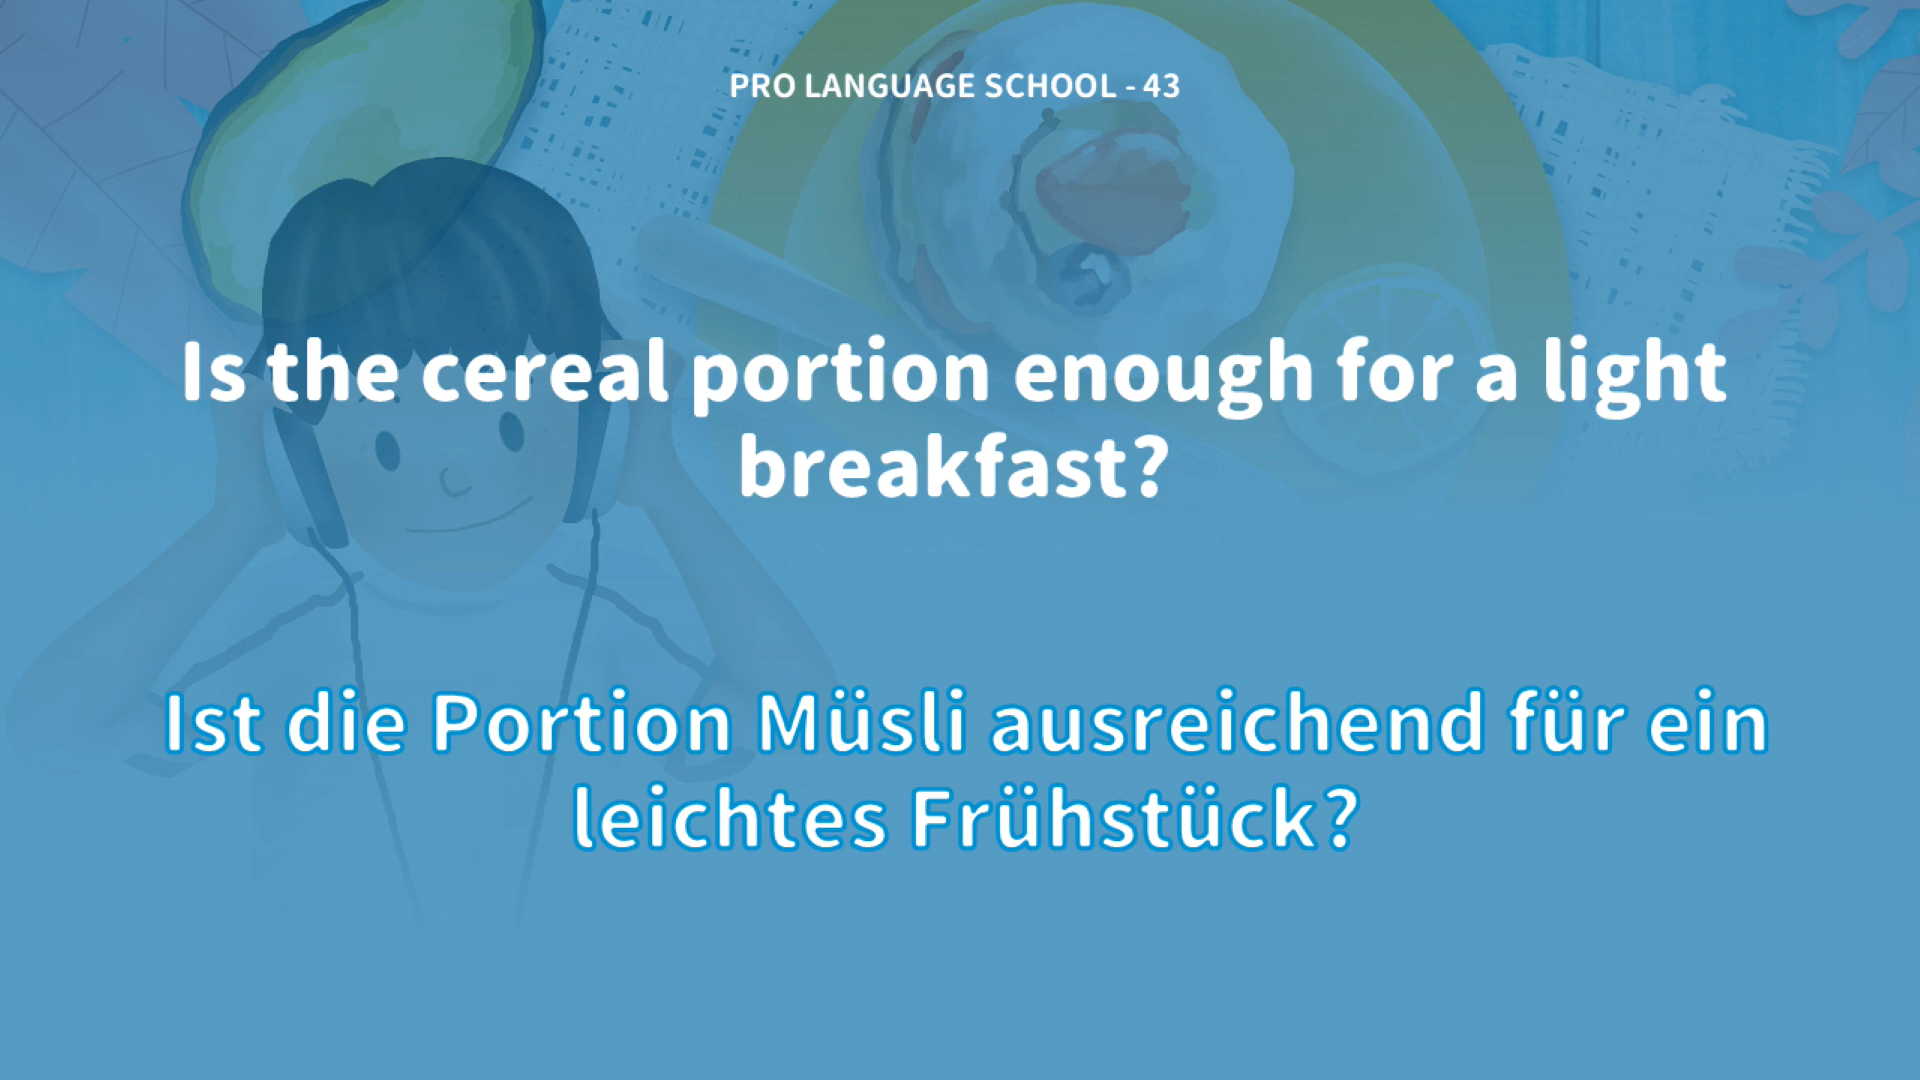 PRO LANGUAGE SCHOOL - 43
Is the cereal portion enough for a light
breakfast?
Ist die Portion Müsli ausreichend für ein
leichtes Frühstück?